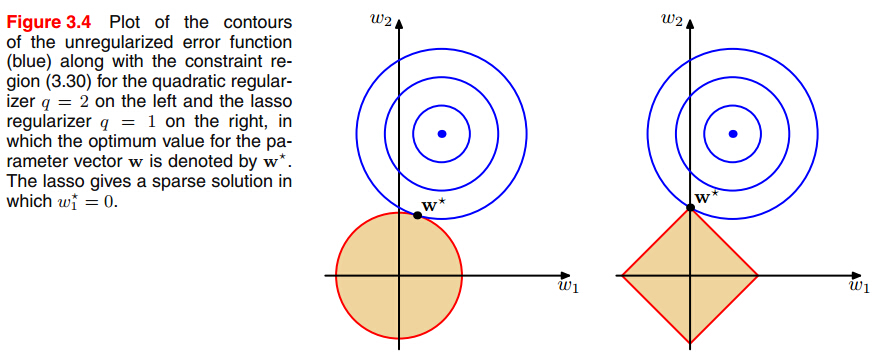 Figure 3.4 Plot of the contours
of the unregularized error function
(blue) along with the constraint re-
gion (3.30) for the quadratic regular-
izer q = 2 on the left and the lasso
regularizer q = 1 on the right, in
which the optimum value for the pa-
rameter vector w is denoted by w⋆.
The lasso gives a sparse solution in
which w₁⋆ = 0.
w₂
w⋆
w₁
w₂
w⋆
w₁